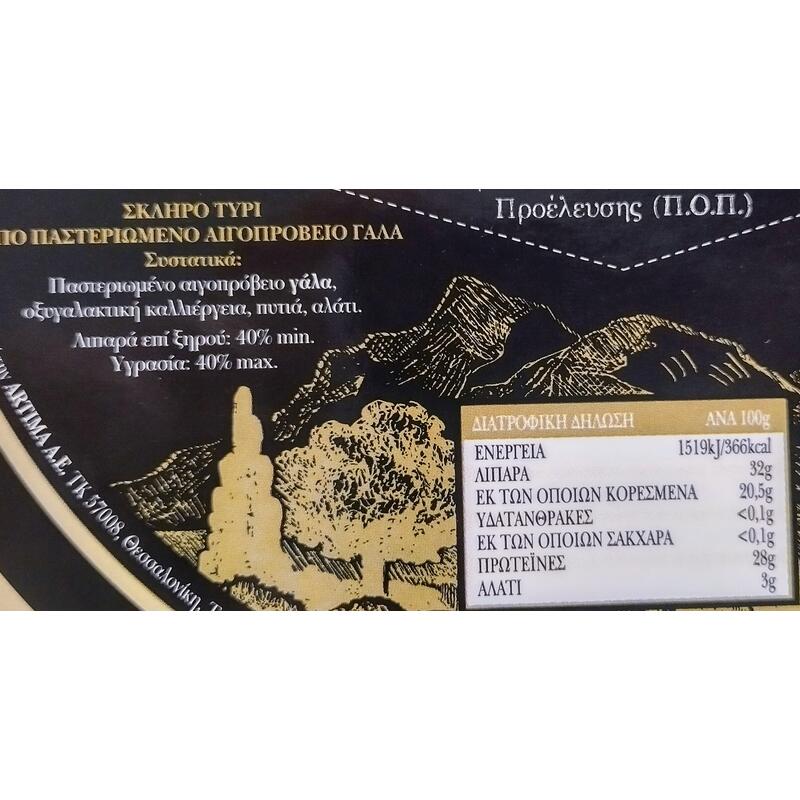 ΣΚΛΗΡΟ ΤΥΡΙ
ΠΑΣΤΕΡΙΩΜΕΝΟ ΑΙΓΟΠΡΟΒΕΙΟ ΓΑΛΑ
Συστατικά:
Παστεριωμένο αιγοπρόβειο γάλα,
οξυγαλακτική καλλιέργεια, πυτιά, αλάτι.
Λιπαρά επί ξηρού: 40% min.
Υγρασία: 40% max.
Προέλευσης (Π.Ο.Π.)
ARTIMA A.E. ΤΚ 57008, Θεσσαλονίκη,
ΔΙΑΤΡΟΦΙΚΗ ΔΗΛΩΣΗ ΑΝΑ 100g
ΕΝΕΡΓΕΙΑ 1519kJ/366kcal
ΛΙΠΑΡΑ 32g
ΕΚ ΤΩΝ ΟΠΟΙΩΝ ΚΟΡΕΣΜΕΝΑ 20,5g
ΥΔΑΤΑΝΘΡΑΚΕΣ <0,1g
ΕΚ ΤΩΝ ΟΠΟΙΩΝ ΣΑΚΧΑΡΑ <0,1g
ΠΡΩΤΕΪΝΕΣ 28g
ΑΛΑΤΙ 3g